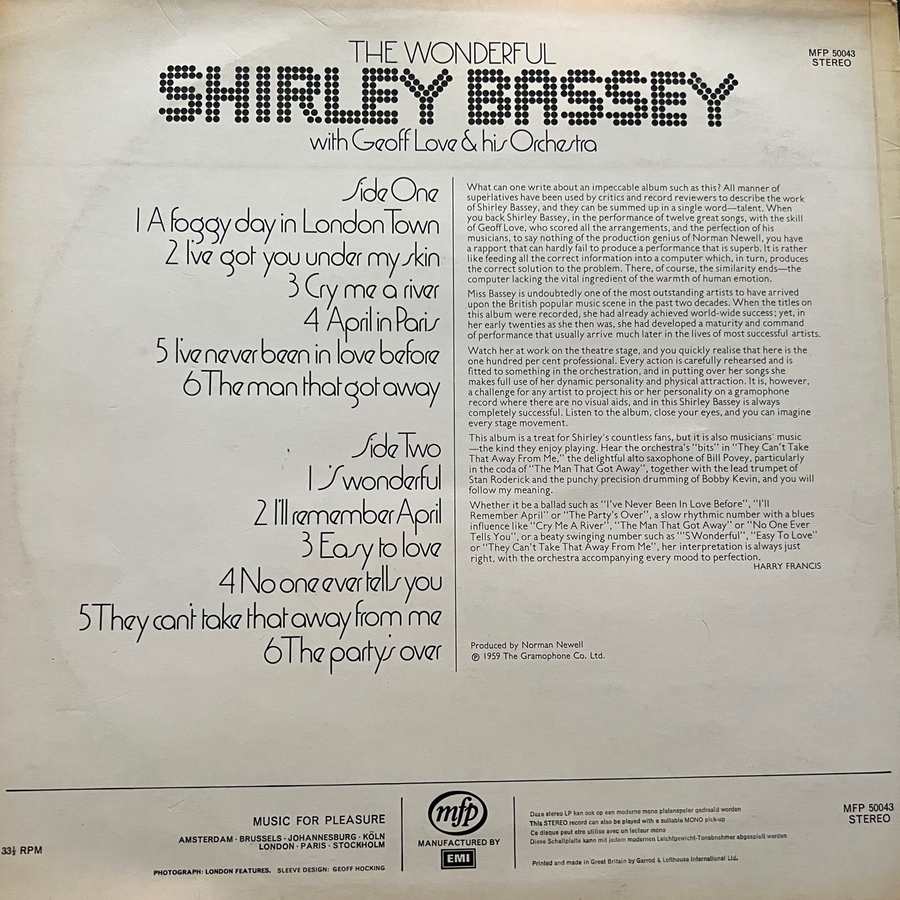 THE WONDERFUL
SHIRLEY BASSEY
with Geoff Love & his Orchestra
MFP 50043
STEREO
Side One
1 A foggy day in London Town
2 I've got you under my skin
3 Cry me a river
4 April in Paris
5 I've never been in love before
6 The man that got away
Side Two
1 'S wonderful
2 I'll remember April
3 Easy to love
4 No one ever tells you
5 They can't take that away from me
6 The party's over
What can one write about an impeccable album such as this? All manner of
superlatives have been used by critics and record reviewers to describe the work
of Shirley Bassey, and they can be summed up in a single word—talent. When
you back Shirley Bassey, in the performance of twelve great songs, with the skill
of Geoff Love, who scored all the arrangements, and the perfection of his
musicians, to say nothing of the production genius of Norman Newell, you have
a rapport that can hardly fail to produce a performance that is superb. It is rather
like feeding all the correct information into a computer which, in turn, produces
the correct solution to the problem. There, of course, the similarity ends—the
computer lacking the vital ingredient of the warmth of human emotion.
Miss Bassey is undoubtedly one of the most outstanding artists to have arrived
upon the British popular music scene in the past two decades. When the titles on
this album were recorded, she had already achieved world-wide success; yet, in
her early twenties as she then was, she had developed a maturity and command
of performance that usually arrive much later in the lives of most successful artists.
Watch her at work on the theatre stage, and you quickly realise that here is the
one hundred per cent professional. Every action is carefully rehearsed and is
fitted to something in the orchestration, and in putting over her songs she
makes full use of her dynamic personality and physical attraction. It is, however,
a challenge for any artist to project his or her personality on a gramophone
record where there are no visual aids, and in this Shirley Bassey is always
completely successful. Listen to the album, close your eyes, and you can imagine
every stage movement.
This album is a treat for Shirley's countless fans, but it is also musicians' music
—the kind they enjoy playing. Hear the orchestra's "bits" in "They Can't Take
That Away From Me," the delightful alto saxophone of Bill Povey, particularly
in the coda of "The Man That Got Away", together with the lead trumpet of
Stan Roderick and the punchy precision drumming of Bobby Kevin, and you will
follow my meaning.
Whether it be a ballad such as "I've Never Been In Love Before", "I'll
Remember April" or "The Party's Over", a slow rhythmic number with a blues
influence like "Cry Me A River", "The Man That Got Away" or "No One Ever
Tells You", or a beaty swinging number such as "'SWonderful", "Easy To Love"
or "They Can't Take That Away From Me", her interpretation is always just
right, with the orchestra accompanying every mood to perfection.
HARRY FRANCIS
Produced by Norman Newell
℗ 1959 The Gramophone Co. Ltd.
33⅓ RPM
MUSIC FOR PLEASURE
AMSTERDAM · BRUSSELS · JOHANNESBURG · KÖLN
LONDON · PARIS · STOCKHOLM
PHOTOGRAPH: LONDON FEATURES. SLEEVE DESIGN: GEOFF HOCKING
mfp
MANUFACTURED BY
EMI
Deze stereo LP kan ook op een moderne mono platenspeler gedraaid worden
This STEREO record can also be played with a suitable MONO pick-up
Ce disque peut etre utilise avec un lecteur mono
Diese Schallplatte kann mit jedem modernen Leichtgewicht-Tonabnehmer abgespielt werden
Printed and made in Great Britain by Garrod & Lofthouse International Ltd.
MFP 50043
STEREO